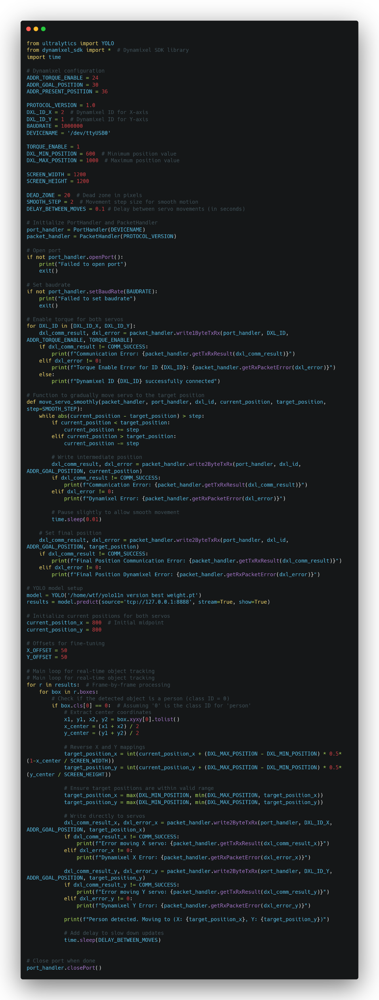 from ultralytics import YOLO
from dynamixel_sdk import *  # Dynamixel SDK library
import time

# Dynamixel configuration
ADDR_TORQUE_ENABLE = 24
ADDR_GOAL_POSITION = 30
ADDR_PRESENT_POSITION = 36

PROTOCOL_VERSION = 1.0
DXL_ID_X = 2  # Dynamixel ID for X-axis
DXL_ID_Y = 1  # Dynamixel ID for Y-axis
BAUDRATE = 1000000
DEVICENAME = '/dev/ttyUSB0'

TORQUE_ENABLE = 1
DXL_MIN_POSITION = 600  # Minimum position value
DXL_MAX_POSITION = 1000  # Maximum position value

SCREEN_WIDTH = 1200
SCREEN_HEIGHT = 1200

DEAD_ZONE = 20  # Dead zone in pixels
SMOOTH_STEP = 2  # Movement step size for smooth motion
DELAY_BETWEEN_MOVES = 0.1 # Delay between servo movements (in seconds)

# Initialize PortHandler and PacketHandler
port_handler = PortHandler(DEVICENAME)
packet_handler = PacketHandler(PROTOCOL_VERSION)

# Open port
if not port_handler.openPort():
    print("Failed to open port")
    exit()

# Set baudrate
if not port_handler.setBaudRate(BAUDRATE):
    print("Failed to set baudrate")
    exit()

# Enable torque for both servos
for DXL_ID in [DXL_ID_X, DXL_ID_Y]:
    dxl_comm_result, dxl_error = packet_handler.write1ByteTxRx(port_handler, DXL_ID,
ADDR_TORQUE_ENABLE, TORQUE_ENABLE)
    if dxl_comm_result != COMM_SUCCESS:
        print(f"Communication Error: {packet_handler.getTxRxResult(dxl_comm_result)}")
    elif dxl_error != 0:
        print(f"Torque Enable Error for ID {DXL_ID}: {packet_handler.getRxPacketError(dxl_error)}")
    else:
        print(f"Dynamixel ID {DXL_ID} successfully connected")

# Function to gradually move servo to the target position
def move_servo_smoothly(packet_handler, port_handler, dxl_id, current_position, target_position,
step=SMOOTH_STEP):
    while abs(current_position - target_position) > step:
        if current_position < target_position:
            current_position += step
        elif current_position > target_position:
            current_position -= step

        # Write intermediate position
        dxl_comm_result, dxl_error = packet_handler.write2ByteTxRx(port_handler, dxl_id,
ADDR_GOAL_POSITION, current_position)
        if dxl_comm_result != COMM_SUCCESS:
            print(f"Communication Error: {packet_handler.getTxRxResult(dxl_comm_result)}")
        elif dxl_error != 0:
            print(f"Dynamixel Error: {packet_handler.getRxPacketError(dxl_error)}")

        # Pause slightly to allow smooth movement
        time.sleep(0.01)

    # Set final position
    dxl_comm_result, dxl_error = packet_handler.write2ByteTxRx(port_handler, dxl_id,
ADDR_GOAL_POSITION, target_position)
    if dxl_comm_result != COMM_SUCCESS:
        print(f"Final Position Communication Error: {packet_handler.getTxRxResult(dxl_comm_result)}")
    elif dxl_error != 0:
        print(f"Final Position Dynamixel Error: {packet_handler.getRxPacketError(dxl_error)}")

# YOLO model setup
model = YOLO('/home/wtf/yolo11n version best weight.pt')
results = model.predict(source='tcp://127.0.0.1:8888', stream=True, show=True)

# Initialize current positions for both servos
current_position_x = 800  # Initial midpoint
current_position_y = 800

# Offsets for fine-tuning
X_OFFSET = 50
Y_OFFSET = 50

# Main loop for real-time object tracking
# Main loop for real-time object tracking
for r in results:  # Frame-by-frame processing
    for box in r.boxes:
        # Check if the detected object is a person (class ID = 0)
        if box.cls[0] == 0:  # Assuming '0' is the class ID for 'person'
            # Extract center coordinates
            x1, y1, x2, y2 = box.xyxy[0].tolist()
            x_center = (x1 + x2) / 2
            y_center = (y1 + y2) / 2

            # Reverse X and Y mappings
            target_position_x = int(current_position_x + (DXL_MAX_POSITION - DXL_MIN_POSITION) * 0.5*
(1-x_center / SCREEN_WIDTH))
            target_position_y = int(current_position_y + (DXL_MAX_POSITION - DXL_MIN_POSITION) * 0.5*
(y_center / SCREEN_HEIGHT))

            # Ensure target positions are within valid range
            target_position_x = max(DXL_MIN_POSITION, min(DXL_MAX_POSITION, target_position_x))
            target_position_y = max(DXL_MIN_POSITION, min(DXL_MAX_POSITION, target_position_y))

            # Write directly to servos
            dxl_comm_result_x, dxl_error_x = packet_handler.write2ByteTxRx(port_handler, DXL_ID_X,
ADDR_GOAL_POSITION, target_position_x)
            if dxl_comm_result_x != COMM_SUCCESS:
                print(f"Error moving X servo: {packet_handler.getTxRxResult(dxl_comm_result_x)}")
            elif dxl_error_x != 0:
                print(f"Dynamixel X Error: {packet_handler.getRxPacketError(dxl_error_x)}")

            dxl_comm_result_y, dxl_error_y = packet_handler.write2ByteTxRx(port_handler, DXL_ID_Y,
ADDR_GOAL_POSITION, target_position_y)
            if dxl_comm_result_y != COMM_SUCCESS:
                print(f"Error moving Y servo: {packet_handler.getTxRxResult(dxl_comm_result_y)}")
            elif dxl_error_y != 0:
                print(f"Dynamixel Y Error: {packet_handler.getRxPacketError(dxl_error_y)}")

            print(f"Person detected. Moving to (X: {target_position_x}, Y: {target_position_y})")

            # Add delay to slow down updates
            time.sleep(DELAY_BETWEEN_MOVES)


# Close port when done
port_handler.closePort()